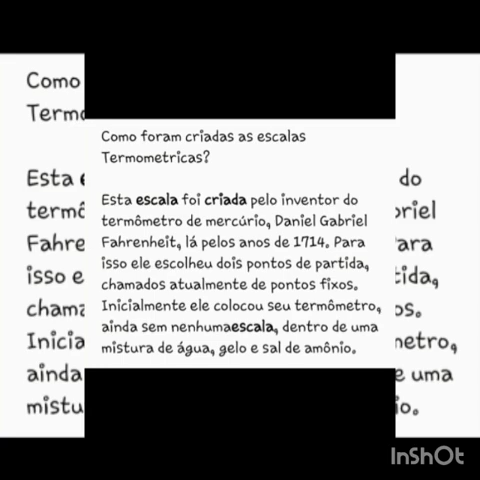 Como foram criadas as escalas
Termometricas?
Esta escala foi criada pelo inventor do
termômetro de mercúrio, Daniel Gabriel
Fahrenheit, lá pelos anos de 1714. Para
isso ele escolheu dois pontos de partida,
chamados atualmente de pontos fixos.
Inicialmente ele colocou seu termômetro,
ainda sem nenhumaescala, dentro de uma
mistura de água, gelo e sal de amônio.
InShOt